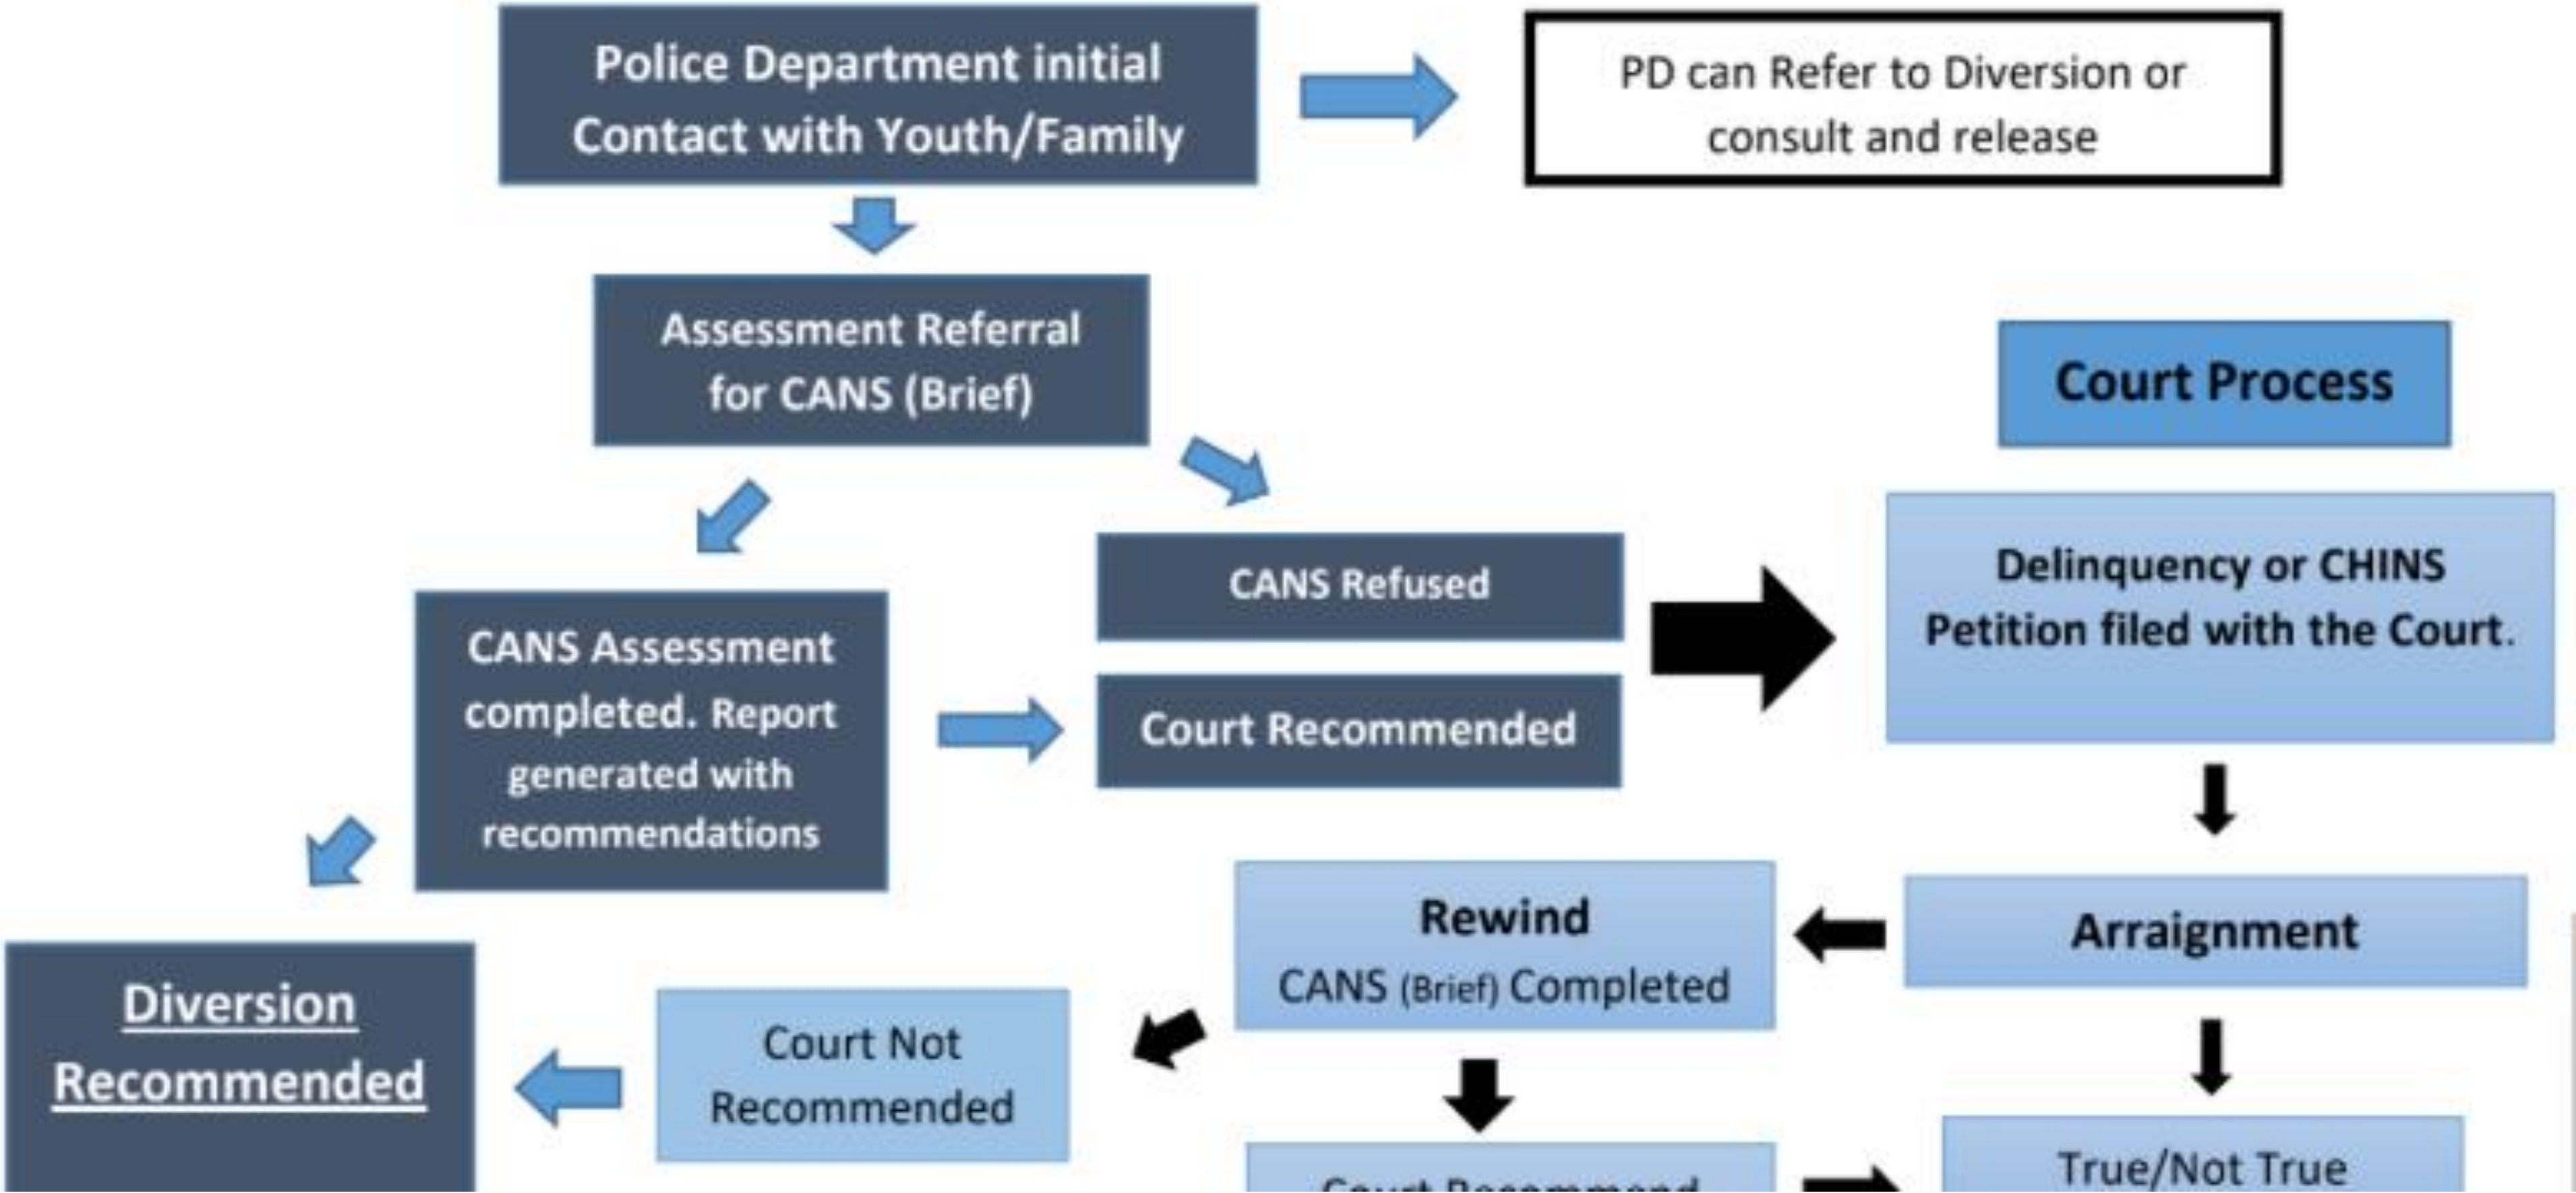 Police Department initial
Contact with Youth/Family
PD can Refer to Diversion or
consult and release
Assessment Referral
for CANS (Brief)
Court Process
CANS Refused
Delinquency or CHINS
Petition filed with the Court.
CANS Assessment
completed. Report
generated with
recommendations
Court Recommended
Rewind
CANS (Brief) Completed
Arraignment
Diversion
Recommended
Court Not
Recommended
Court Recommend
True/Not True